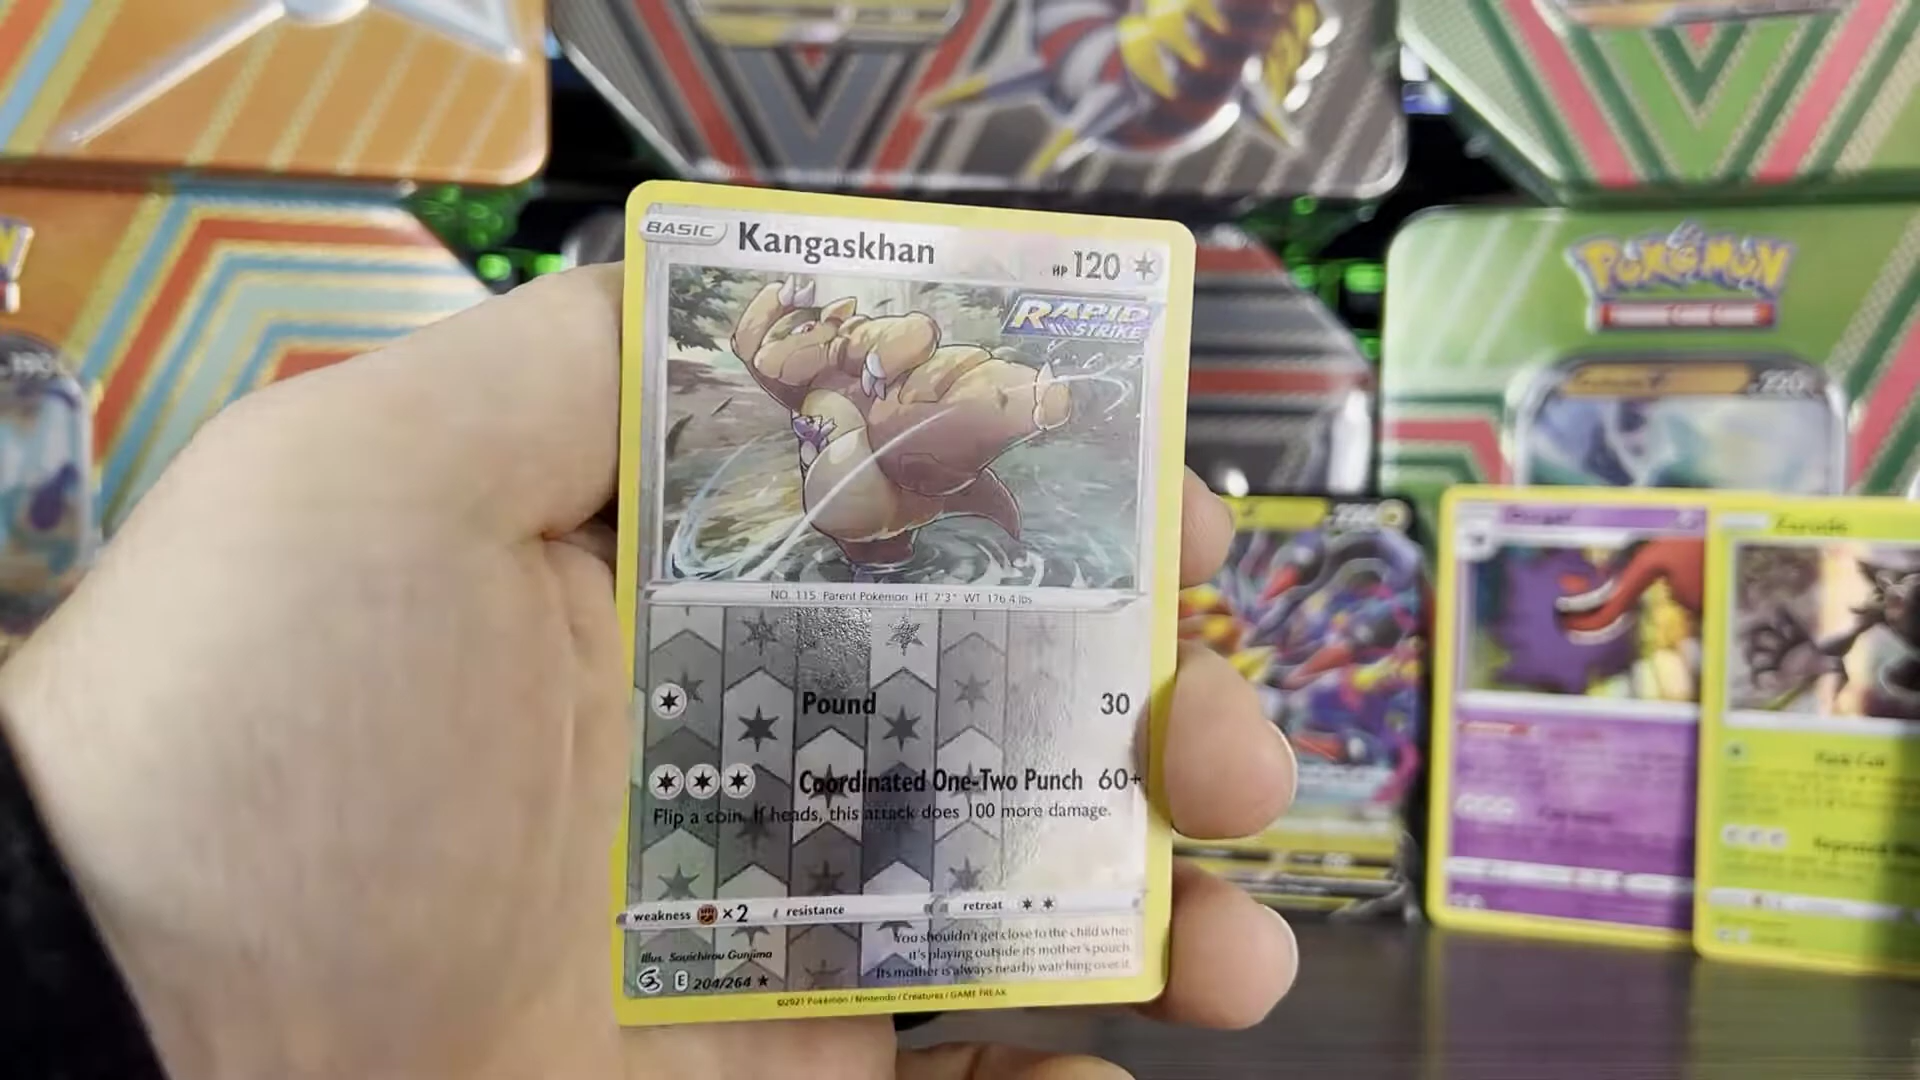 POKÉMON
BASIC Kangaskhan HP 120
RAPID
STRIKE
NO. 115 Parent Pokémon HT 7'3" WT 176.4 lbs
Pound 30
Coordinated One-Two Punch 60+
Flip a coin. If heads, this attack does 100 more damage.
weakness ×2 resistance retreat
You shouldn't get close to the child when
it's playing outside its mother's pouch.
Its mother is always nearby watching over it.
Illus. Souichirou Gunjima
E 204/264
©2021 Pokémon / Nintendo / Creatures / GAME FREAK
220